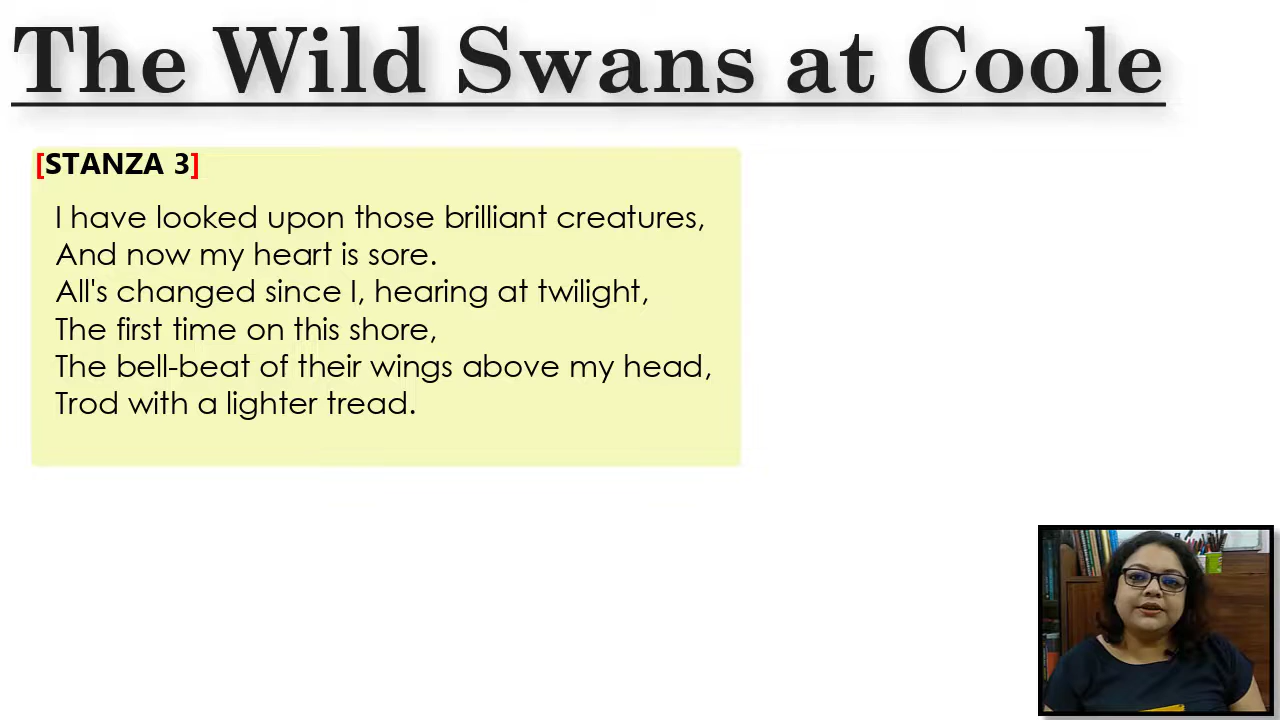 The Wild Swans at Coole
[STANZA 3]
I have looked upon those brilliant creatures,
And now my heart is sore.
All's changed since I, hearing at twilight,
The first time on this shore,
The bell-beat of their wings above my head,
Trod with a lighter tread.